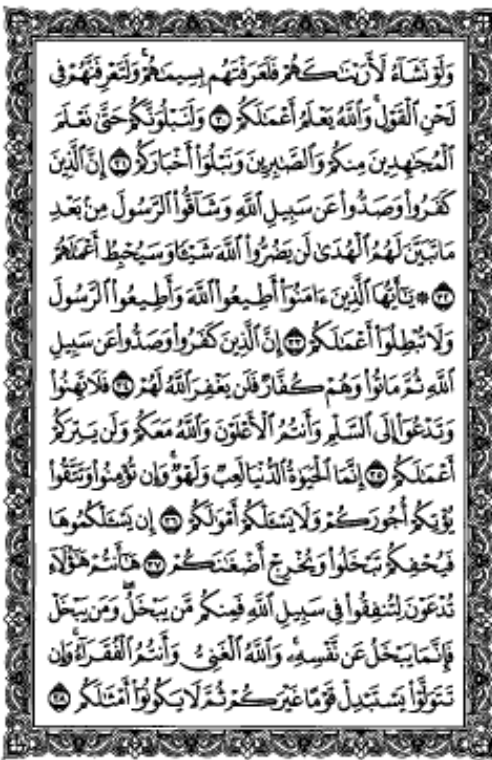 وَلَوْ نَشَآءُ لَأَرَيْنَٰكَهُمْ فَلَعَرَفْتَهُم بِسِيمَٰهُمْ ۚ وَلَتَعْرِفَنَّهُمْ فِى
لَحْنِ ٱلْقَوْلِ ۚ وَٱللَّهُ يَعْلَمُ أَعْمَٰلَكُمْ ٣٠ وَلَنَبْلُوَنَّكُمْ حَتَّىٰ نَعْلَمَ
ٱلْمُجَٰهِدِينَ مِنكُمْ وَٱلصَّٰبِرِينَ وَنَبْلُوَا۟ أَخْبَارَكُمْ ٣١ إِنَّ ٱلَّذِينَ
كَفَرُوا۟ وَصَدُّوا۟ عَن سَبِيلِ ٱللَّهِ وَشَآقُّوا۟ ٱلرَّسُولَ مِنۢ بَعْدِ
مَا تَبَيَّنَ لَهُمُ ٱلْهُدَىٰ لَن يَضُرُّوا۟ ٱللَّهَ شَيْـًٔا وَسَيُحْبِطُ أَعْمَٰلَهُمْ
٣٢ ۞ يَٰٓأَيُّهَا ٱلَّذِينَ ءَامَنُوٓا۟ أَطِيعُوا۟ ٱللَّهَ وَأَطِيعُوا۟ ٱلرَّسُولَ
وَلَا تُبْطِلُوٓا۟ أَعْمَٰلَكُمْ ٣٣ إِنَّ ٱلَّذِينَ كَفَرُوا۟ وَصَدُّوا۟ عَن سَبِيلِ
ٱللَّهِ ثُمَّ مَاتُوا۟ وَهُمْ كُفَّارٌ فَلَن يَغْفِرَ ٱللَّهُ لَهُمْ ٣٤ فَلَا تَهِنُوا۟
وَتَدْعُوٓا۟ إِلَى ٱلسَّلْمِ وَأَنتُمُ ٱلْأَعْلَوْنَ وَٱللَّهُ مَعَكُمْ وَلَن يَتِرَكُمْ
أَعْمَٰلَكُمْ ٣٥ إِنَّمَا ٱلْحَيَوٰةُ ٱلدُّنْيَا لَعِبٌ وَلَهْوٌ ۚ وَإِن تُؤْمِنُوا۟ وَتَتَّقُوا۟
يُؤْتِكُمْ أُجُورَكُمْ وَلَا يَسْـَٔلْكُمْ أَمْوَٰلَكُمْ ٣٦ إِن يَسْـَٔلْكُمُوهَا
فَيُحْفِكُمْ تَبْخَلُوا۟ وَيُخْرِجْ أَضْغَٰنَكُمْ ٣٧ هَٰٓأَنتُمْ هَٰٓؤُلَآءِ
تُدْعَوْنَ لِتُنفِقُوا۟ فِى سَبِيلِ ٱللَّهِ فَمِنكُم مَّن يَبْخَلُ ۖ وَمَن يَبْخَلْ
فَإِنَّمَا يَبْخَلُ عَن نَّفْسِهِۦ ۚ وَٱللَّهُ ٱلْغَنِىُّ وَأَنتُمُ ٱلْفُقَرَآءُ ۚ وَإِن
تَتَوَلَّوْا۟ يَسْتَبْدِلْ قَوْمًا غَيْرَكُمْ ثُمَّ لَا يَكُونُوٓا۟ أَمْثَٰلَكُم ٣٨